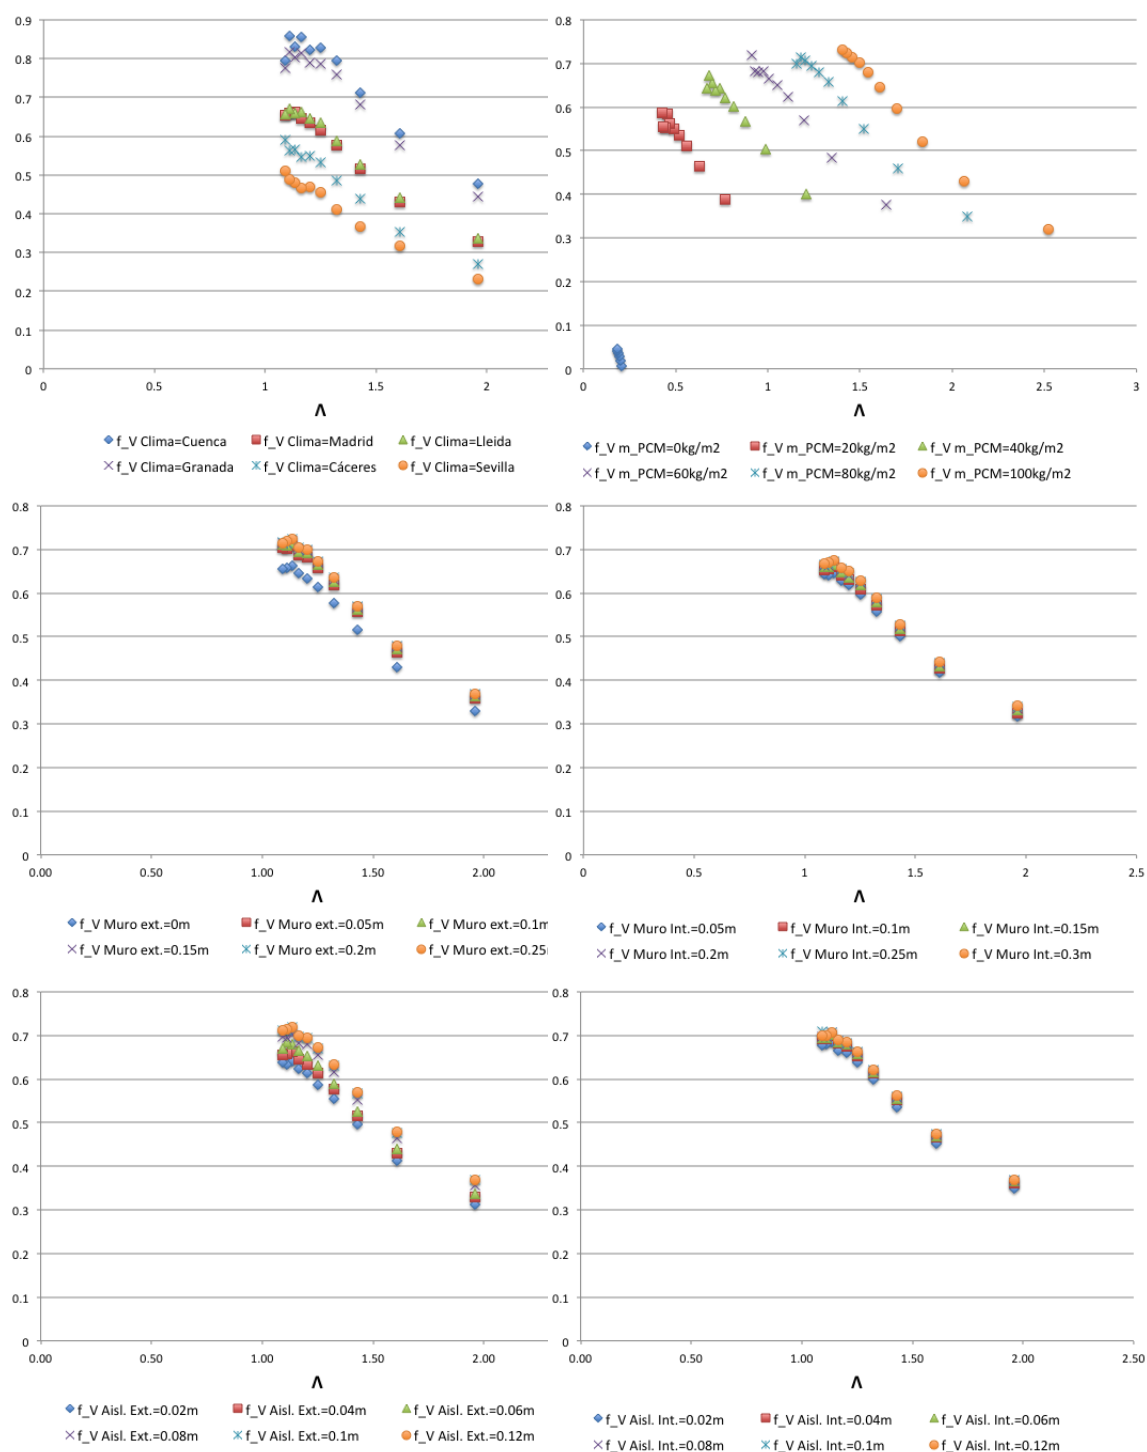 0.9
0.8
0.7
0.6
0.5
0.4
0.3
0.2
0.1
0
0 0.5 1 1.5 2
Λ
f_V Clima=Cuenca f_V Clima=Madrid f_V Clima=Lleida
f_V Clima=Granada f_V Clima=Cáceres f_V Clima=Sevilla
0.8
0.7
0.6
0.5
0.4
0.3
0.2
0.1
0
0 0.5 1 1.5 2 2.5 3
Λ
f_V m_PCM=0kg/m2 f_V m_PCM=20kg/m2 f_V m_PCM=40kg/m2
f_V m_PCM=60kg/m2 f_V m_PCM=80kg/m2 f_V m_PCM=100kg/m2
0.8
0.7
0.6
0.5
0.4
0.3
0.2
0.1
0
0.00 0.50 1.00 1.50 2.00
Λ
f_V Muro ext.=0m f_V Muro ext.=0.05m f_V Muro ext.=0.1m
f_V Muro ext.=0.15m f_V Muro ext.=0.2m f_V Muro ext.=0.25
0.8
0.7
0.6
0.5
0.4
0.3
0.2
0.1
0
0 0.5 1 1.5 2 2.5
Λ
f_V Muro Int.=0.05m f_V Muro Int.=0.1m f_V Muro Int.=0.15m
f_V Muro Int.=0.2m f_V Muro Int.=0.25m f_V Muro Int.=0.3m
0.8
0.7
0.6
0.5
0.4
0.3
0.2
0.1
0
0.00 0.50 1.00 1.50 2.00
Λ
f_V Aisl. Ext.=0.02m f_V Aisl. Ext.=0.04m f_V Aisl. Ext.=0.06m
f_V Aisl. Ext.=0.08m f_V Aisl. Ext.=0.1m f_V Aisl. Ext.=0.12m
0.8
0.7
0.6
0.5
0.4
0.3
0.2
0.1
0
0.00 0.50 1.00 1.50 2.00 2.50
Λ
f_V Aisl. Int.=0.02m f_V Aisl. Int.=0.04m f_V Aisl. Int.=0.06m
f_V Aisl. Int.=0.08m f_V Aisl. Int.=0.1m f_V Aisl. Int.=0.12m